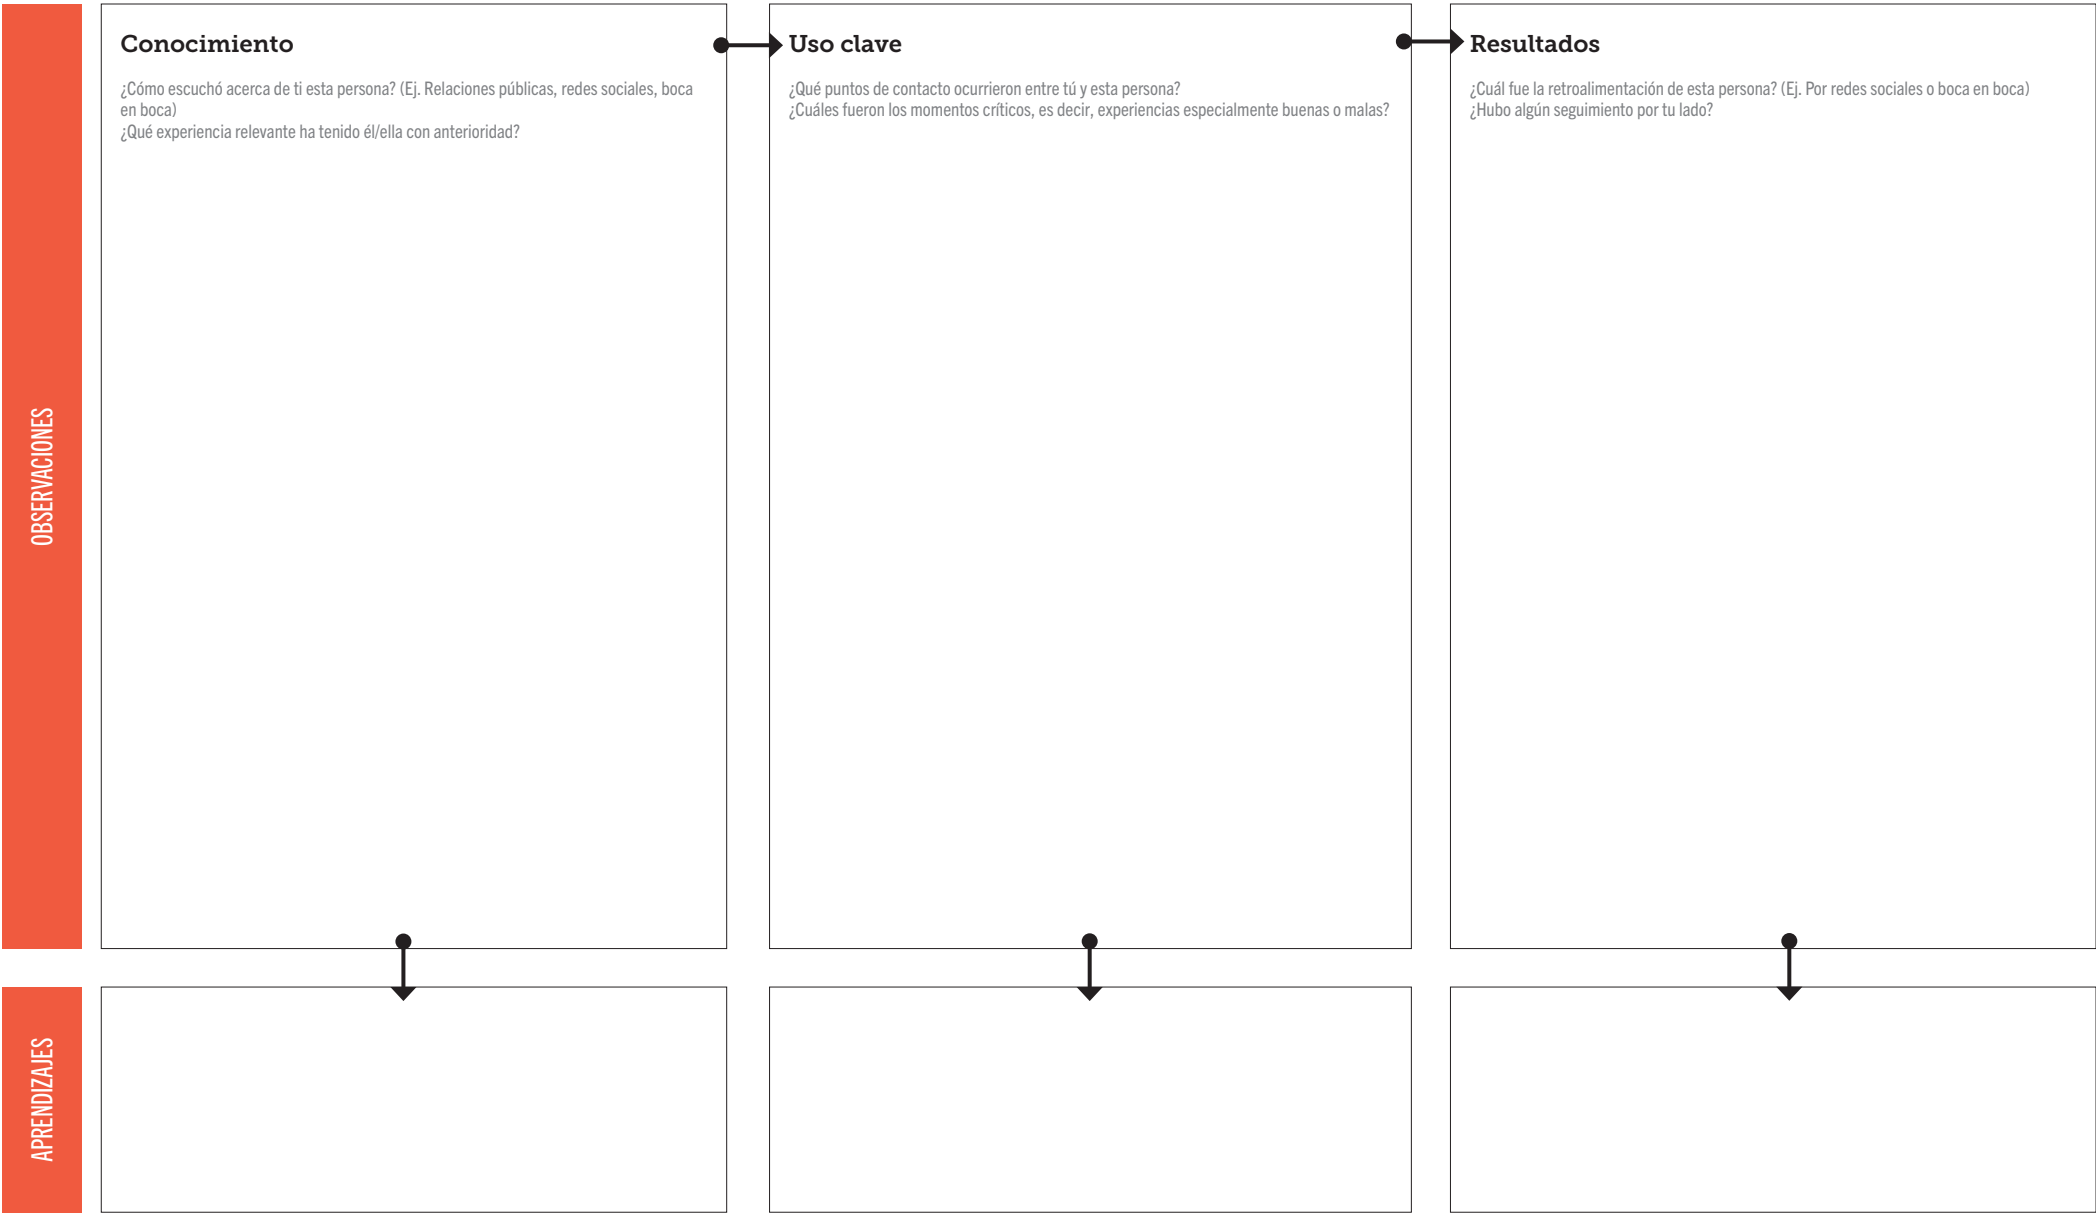 OBSERVACIONES
Conocimiento
¿Cómo escuchó acerca de ti esta persona? (Ej. Relaciones públicas, redes sociales, boca
en boca)
¿Qué experiencia relevante ha tenido él/ella con anterioridad?
Uso clave
¿Qué puntos de contacto ocurrieron entre tú y esta persona?
¿Cuáles fueron los momentos críticos, es decir, experiencias especialmente buenas o malas?
Resultados
¿Cuál fue la retroalimentación de esta persona? (Ej. Por redes sociales o boca en boca)
¿Hubo algún seguimiento por tu lado?
APRENDIZAJES